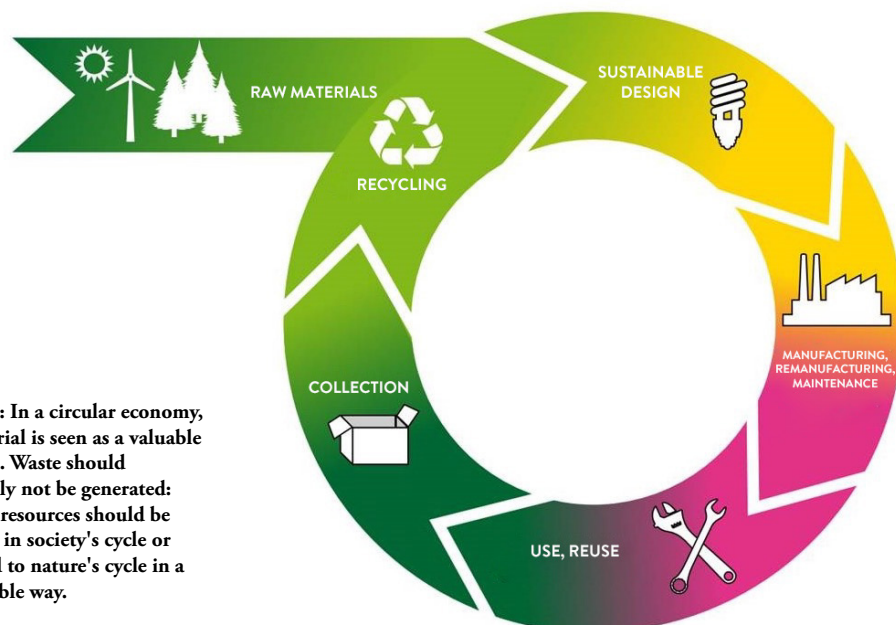 RAW MATERIALS
SUSTAINABLE
DESIGN
RECYCLING
MANUFACTURING,
REMANUFACTURING,
MAINTENANCE
COLLECTION
USE, REUSE
: In a circular economy,
rial is seen as a valuable
. Waste should
ly not be generated:
resources should be
in society's cycle or
l to nature's cycle in a
ble way.